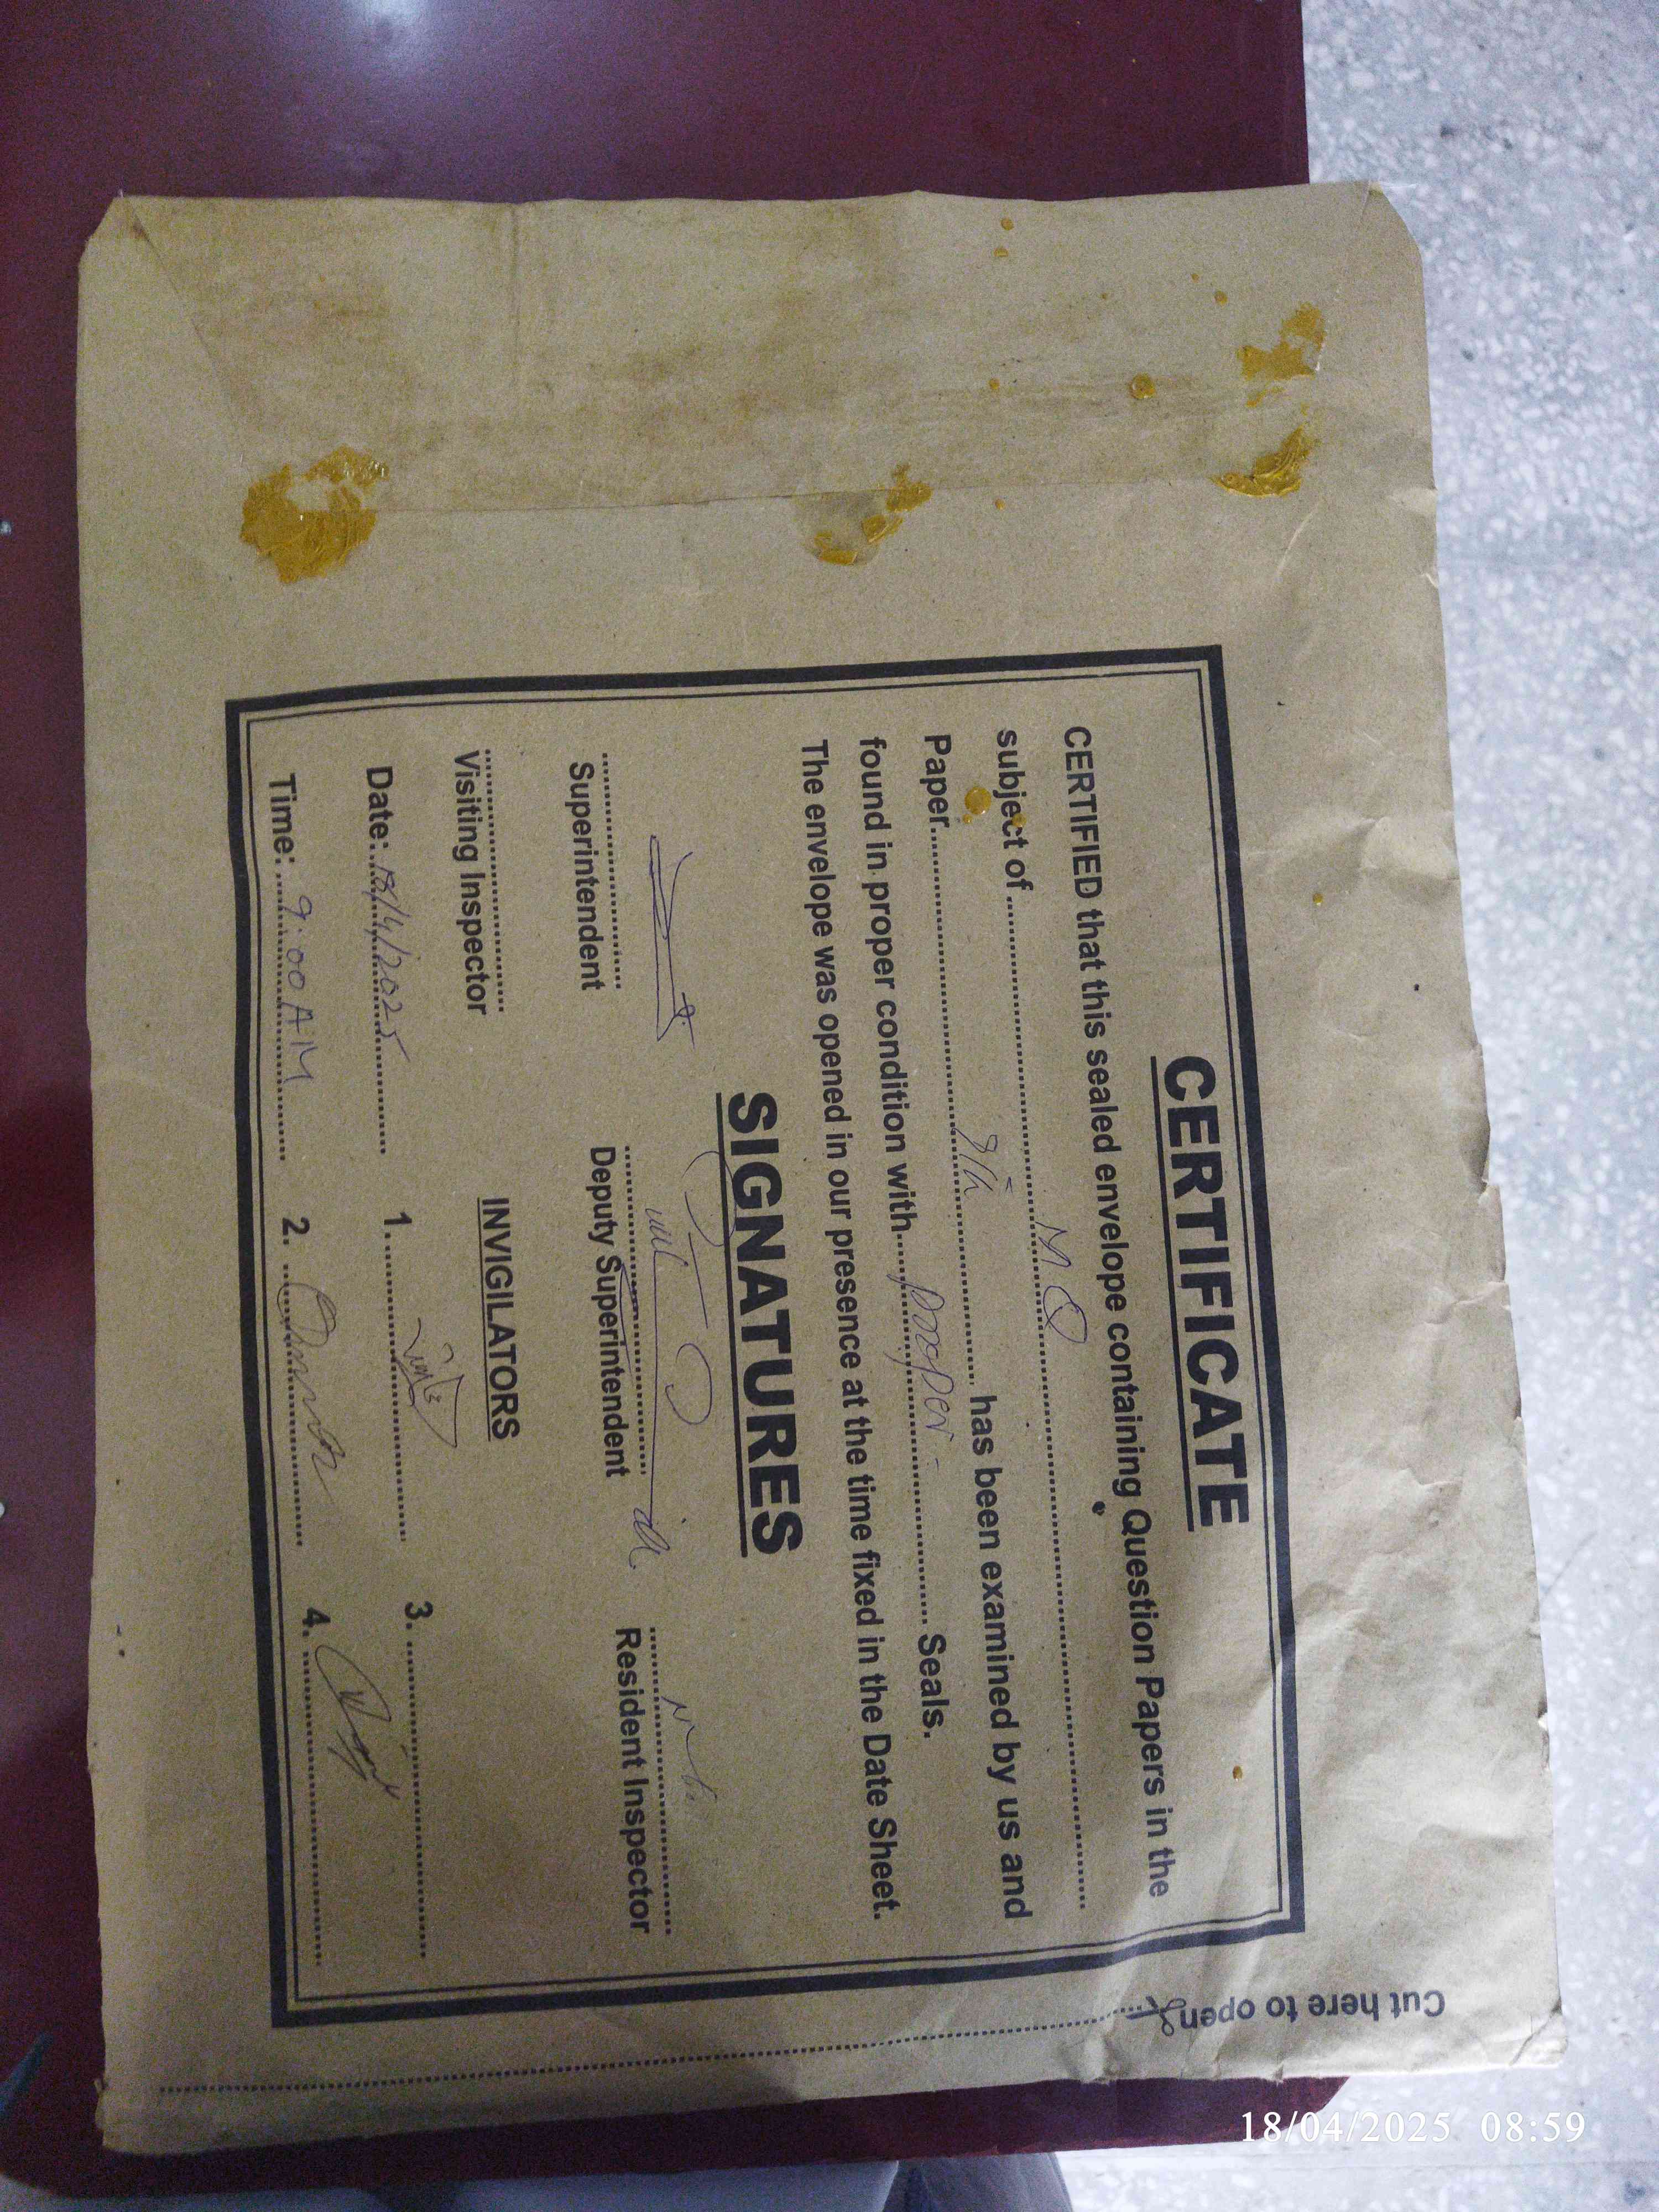 CERTIFICATE
CERTIFIED that this sealed envelope containing Question Papers in the
subject of .......... M Q ..........
Paper.......... 9th .......... has been examined by us and
found in proper condition with..... proper .......... Seals.
The envelope was opened in our presence at the time fixed in the Date Sheet.
SIGNATURES
Superintendent Deputy Superintendent Resident Inspector
Visiting Inspector
INVIGILATORS
Date: 18/4/2025 1. 3.
Time: 9:00 AM 2. 4.
Cut here to open
18/04/2025 08:59